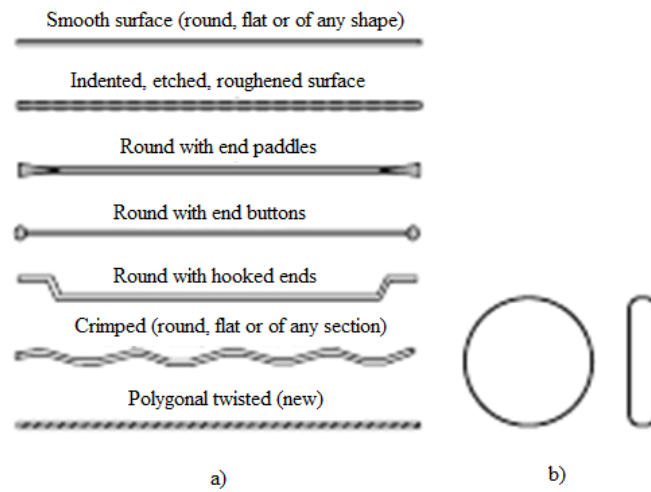 Smooth surface (round, flat or of any shape)
Indented, etched, roughened surface
Round with end paddles
Round with end buttons
Round with hooked ends
Crimped (round, flat or of any section)
Polygonal twisted (new)
a)
b)